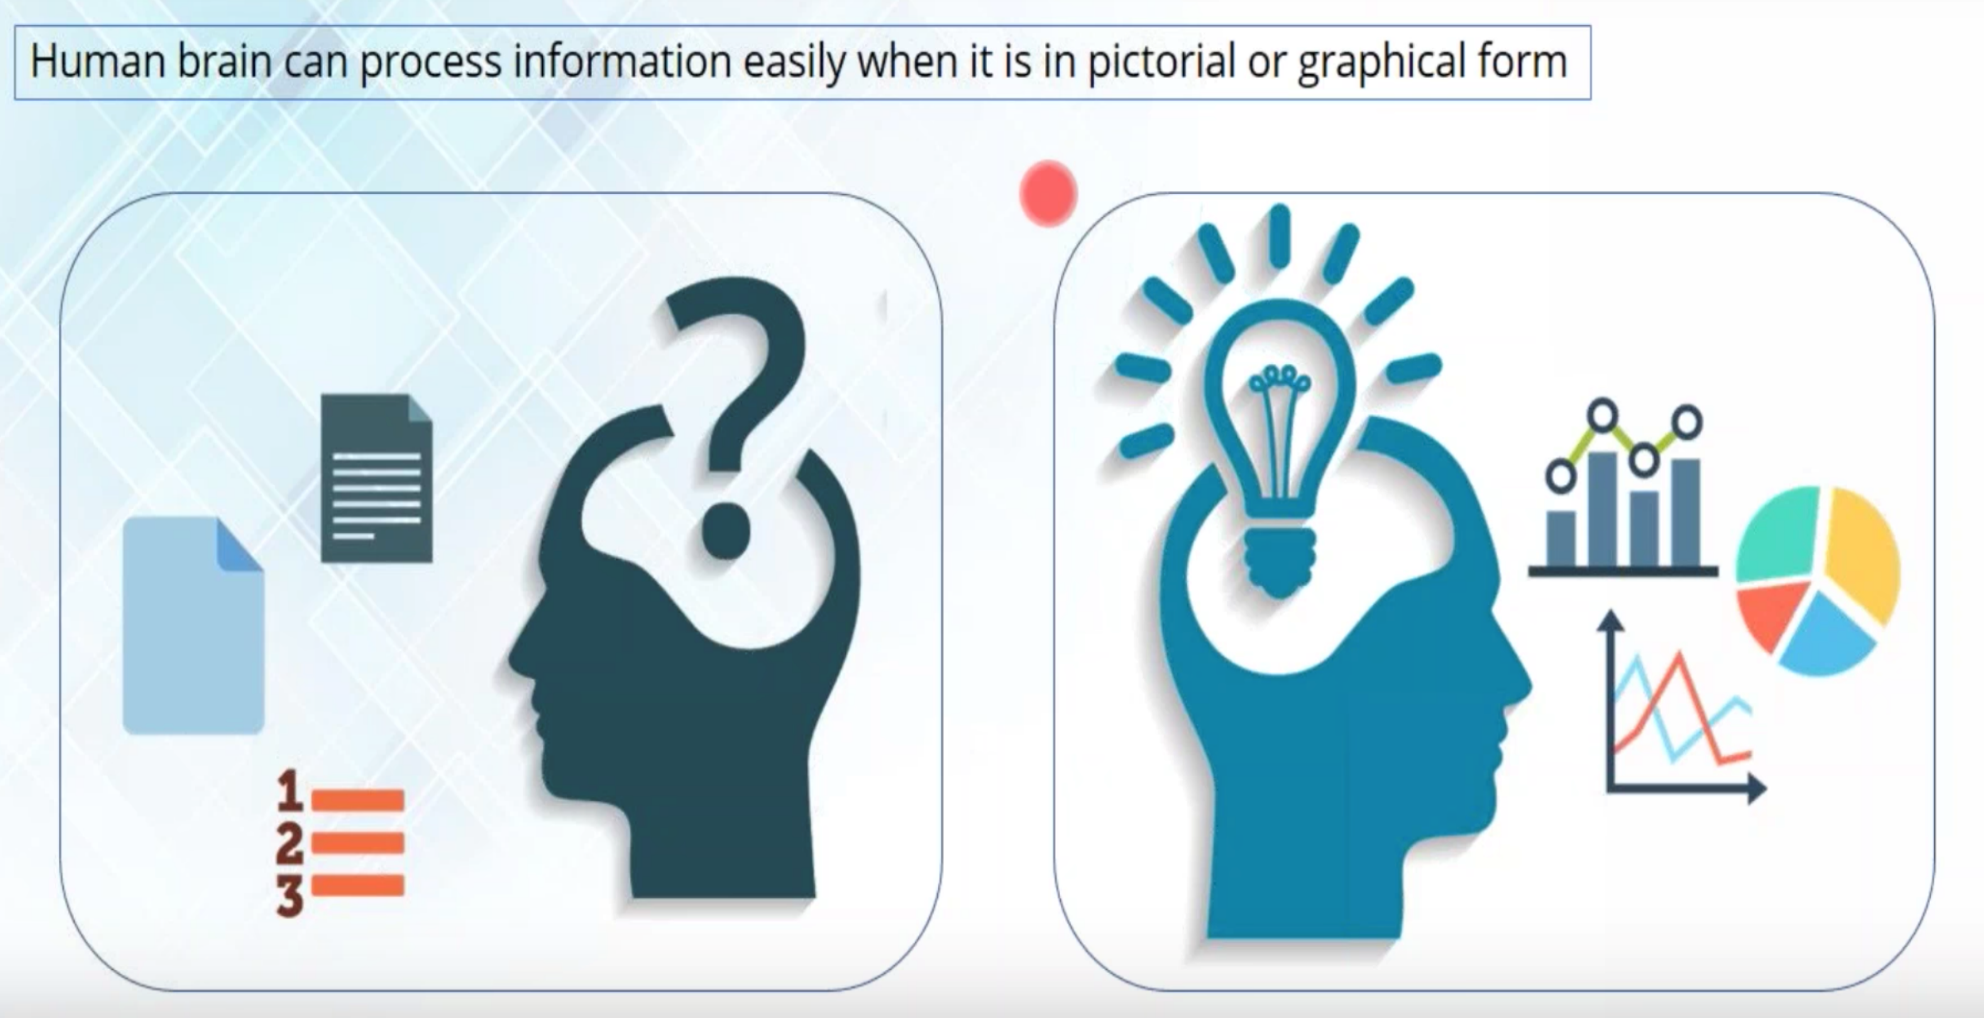 Human brain can process information easily when it is in pictorial or graphical form
?
1
2
3